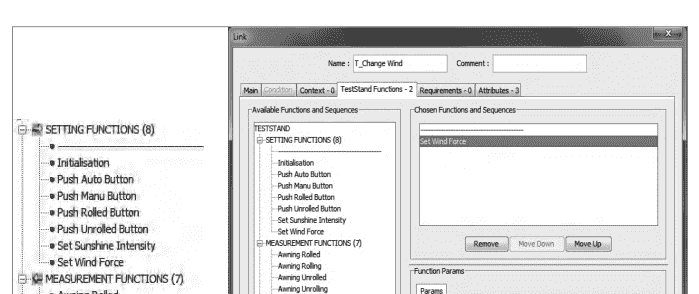 SETTING FUNCTIONS (8)
Initialisation
Push Auto Button
Push Manu Button
Push Rolled Button
Push Unrolled Button
Set Sunshine Intensity
Set Wind Force
MEASUREMENT FUNCTIONS (7)
Awning Rolled
Link
Name : T_Change Wind Comment :
Main Condition Context - 0 TestStand Functions - 2 Requirements - 0 Attributes - 3
Available Functions and Sequences
TESTSTAND
SETTING FUNCTIONS (8)
Initialisation
Push Auto Button
Push Manu Button
Push Rolled Button
Push Unrolled Button
Set Sunshine Intensity
Set Wind Force
MEASUREMENT FUNCTIONS (7)
Awning Rolled
Awning Rolling
Awning Unrolled
Awning Unrolling
Chosen Functions and Sequences
Set Wind Force
Remove Move Down Move Up
Function Params
Params